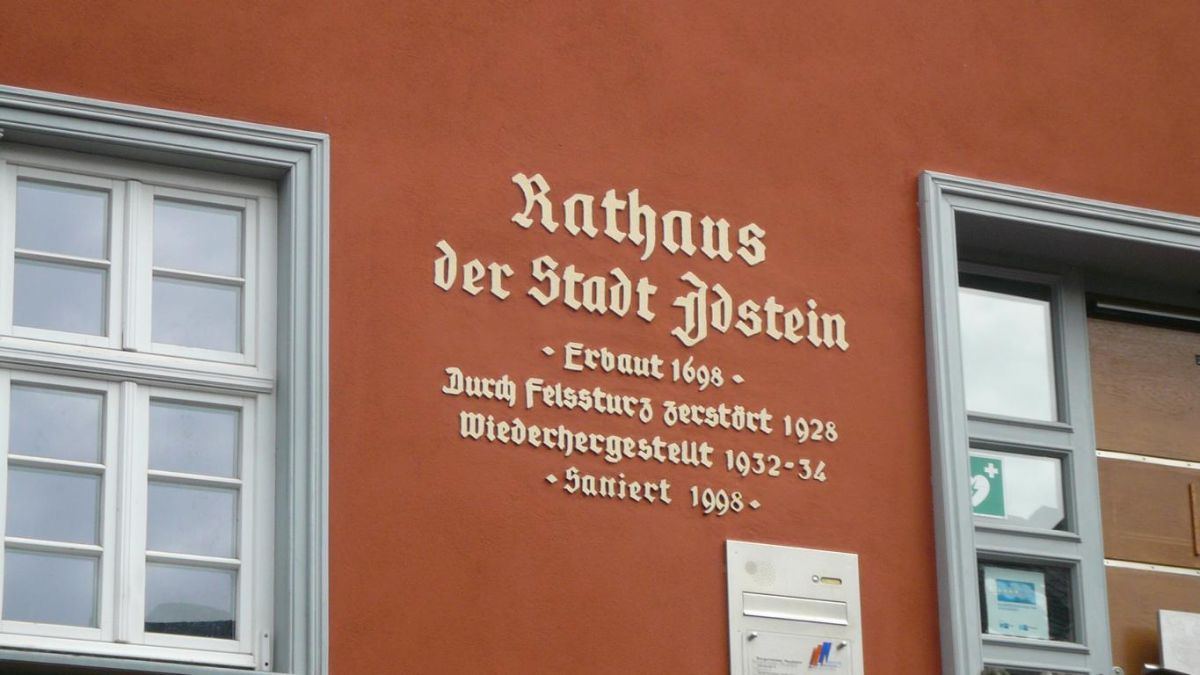 Rathaus
der Stadt Idstein
- Erbaut 1698 -
Durch Felssturz zerstört 1928
Wiederhergestellt 1932-34
- Saniert 1998 -